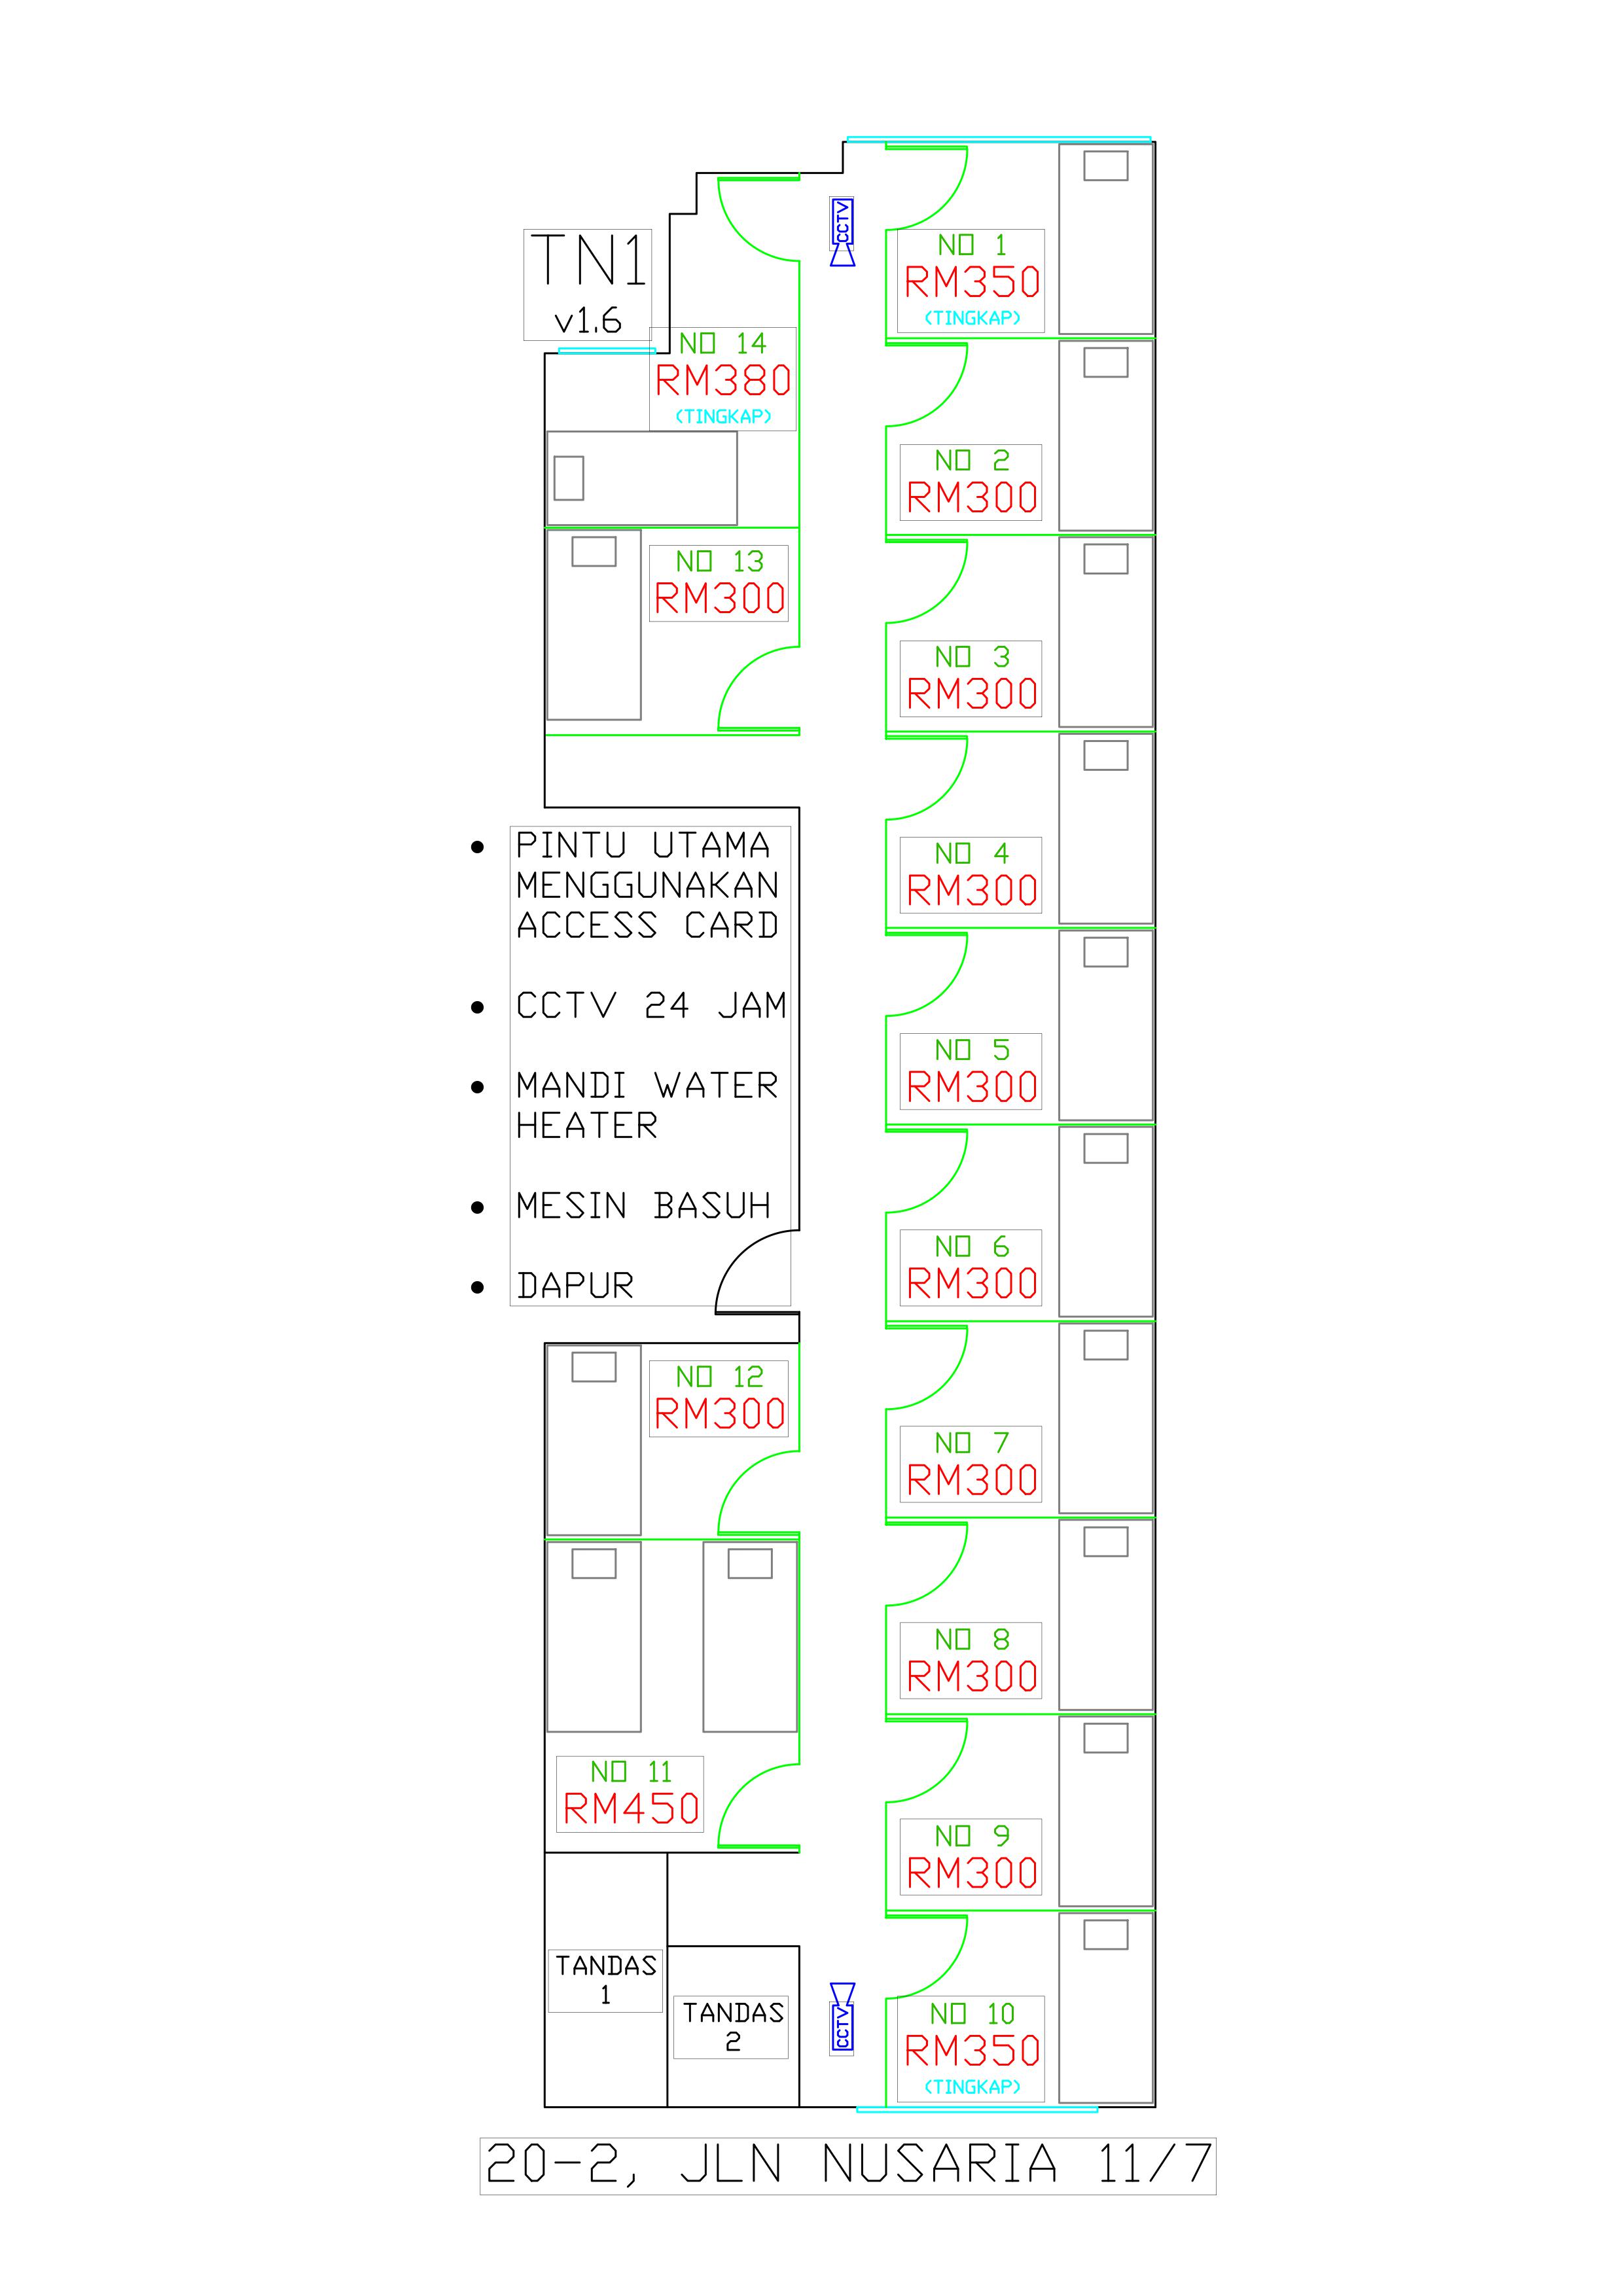 TN1
v1.6
CCTV
NO 1
RM350
(TINGKAP)
NO 14
RM380
(TINGKAP)
NO 2
RM300
NO 13
RM300
NO 3
RM300
NO 4
RM300
• PINTU UTAMA
MENGGUNAKAN
ACCESS CARD
• CCTV 24 JAM
• MANDI WATER
HEATER
• MESIN BASUH
• DAPUR
NO 5
RM300
NO 6
RM300
NO 12
RM300
NO 7
RM300
NO 8
RM300
NO 11
RM450
NO 9
RM300
TANDAS
1
TANDAS
2
CCTV
NO 10
RM350
(TINGKAP)
20-2, JLN NUSARIA 11/7